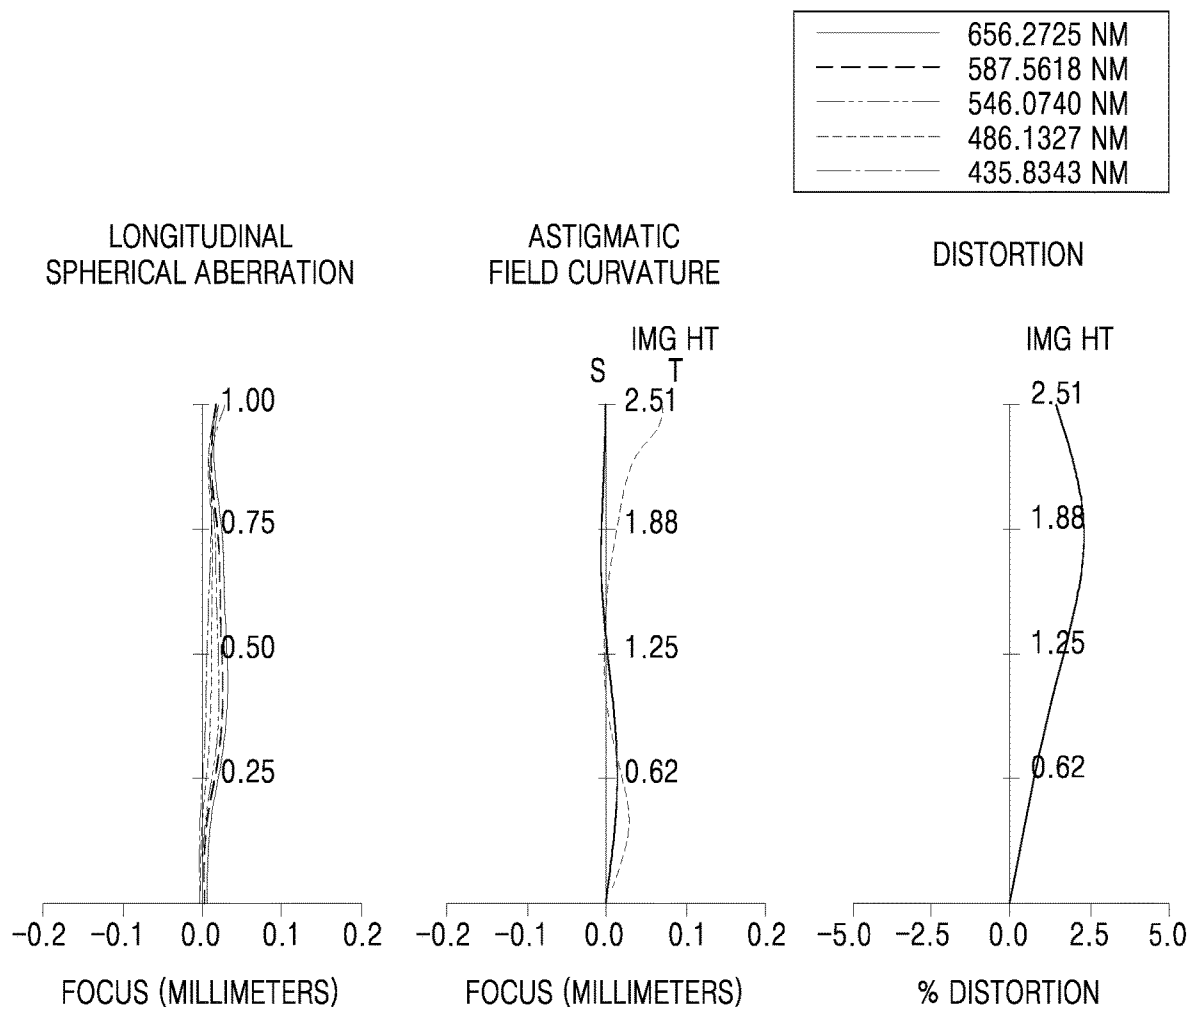 656.2725 NM
587.5618 NM
546.0740 NM
486.1327 NM
435.8343 NM
LONGITUDINAL
SPHERICAL ABERRATION
1.00
0.75
0.50
0.25
−0.2 −0.1 0.0 0.1 0.2
FOCUS (MILLIMETERS)
ASTIGMATIC
FIELD CURVATURE
IMG HT
S T
2.51
1.88
1.25
0.62
−0.2 −0.1 0.0 0.1 0.2
FOCUS (MILLIMETERS)
DISTORTION
IMG HT
2.51
1.88
1.25
0.62
−5.0 −2.5 0.0 2.5 5.0
% DISTORTION